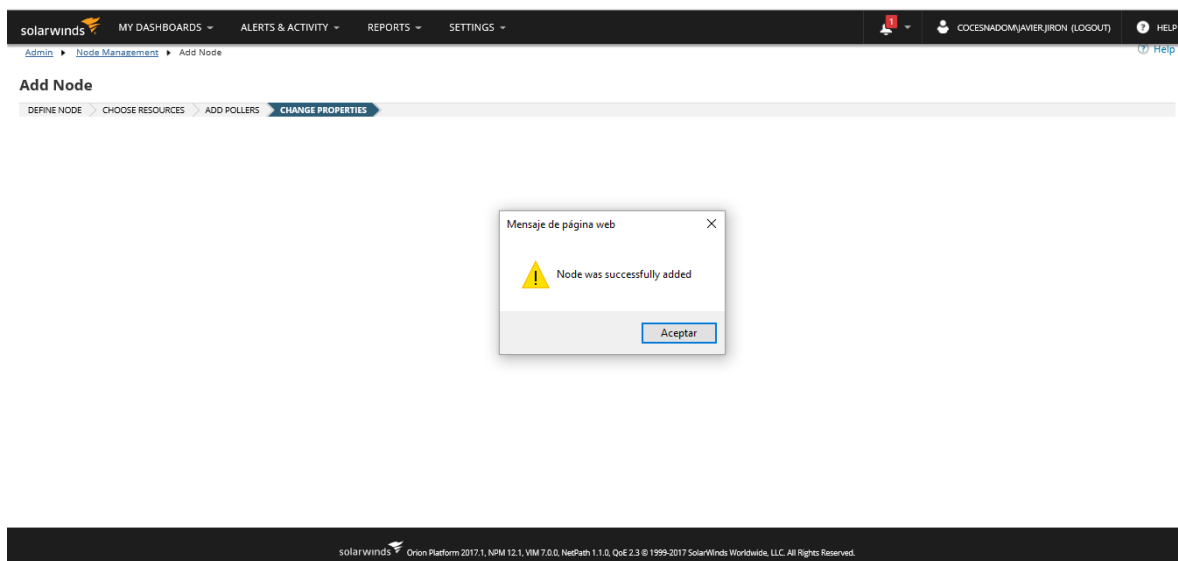 solarwinds MY DASHBOARDS ALERTS & ACTIVITY REPORTS SETTINGS 1 COCESNADOM\JAVIER.JIRON (LOGOUT) ? HELP
Admin Node Management Add Node ? Help
Add Node
DEFINE NODE CHOOSE RESOURCES ADD POLLERS CHANGE PROPERTIES
Mensaje de página web
Node was successfully added
Aceptar
solarwinds Orion Platform 2017.1, NPM 12.1, VIM 7.0.0, NetPath 1.1.0, QoE 2.3 © 1999-2017 SolarWinds Worldwide, LLC. All Rights Reserved.